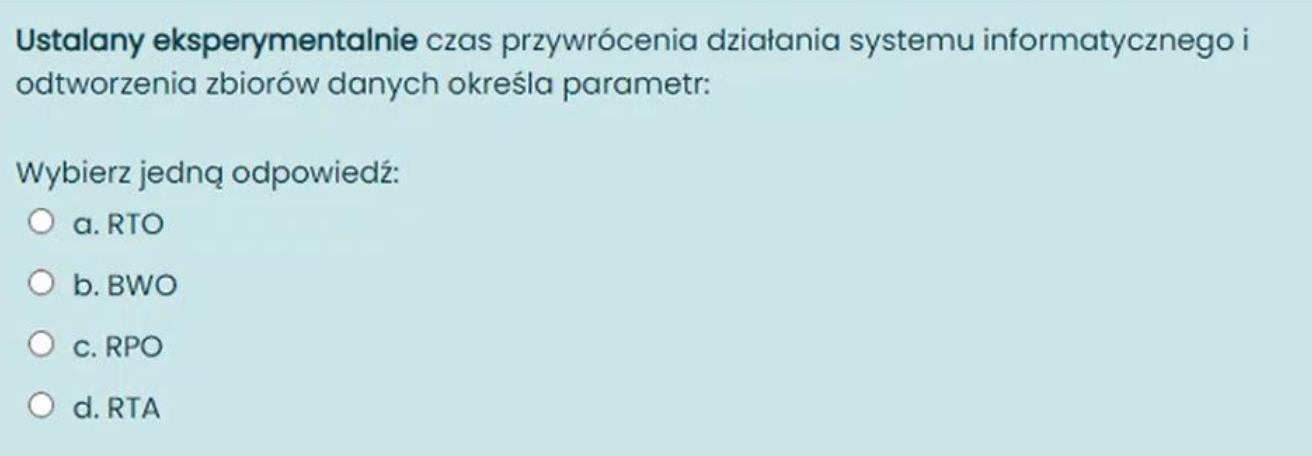 Ustalany eksperymentalnie czas przywrócenia działania systemu informatycznego i
odtworzenia zbiorów danych określa parametr:
Wybierz jedną odpowiedź:
a. RTO
b. BWO
c. RPO
d. RTA